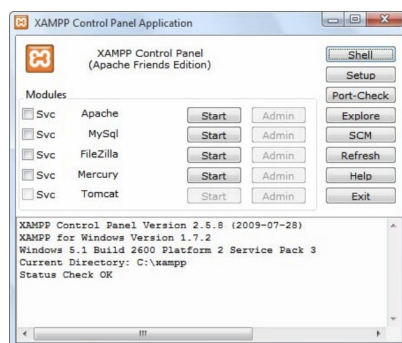 XAMPP Control Panel Application
XAMPP Control Panel
(Apache Friends Edition)
Shell
Setup
Modules
Port-Check
Svc Apache Start Admin Explore
Svc MySql Start Admin SCM
Svc FileZilla Start Admin Refresh
Svc Mercury Start Admin Help
Svc Tomcat Start Admin Exit
XAMPP Control Panel Version 2.5.8 (2009-07-28)
XAMPP for Windows Version 1.7.2
Windows 5.1 Build 2600 Platform 2 Service Pack 3
Current Directory: C:\xampp
Status Check OK